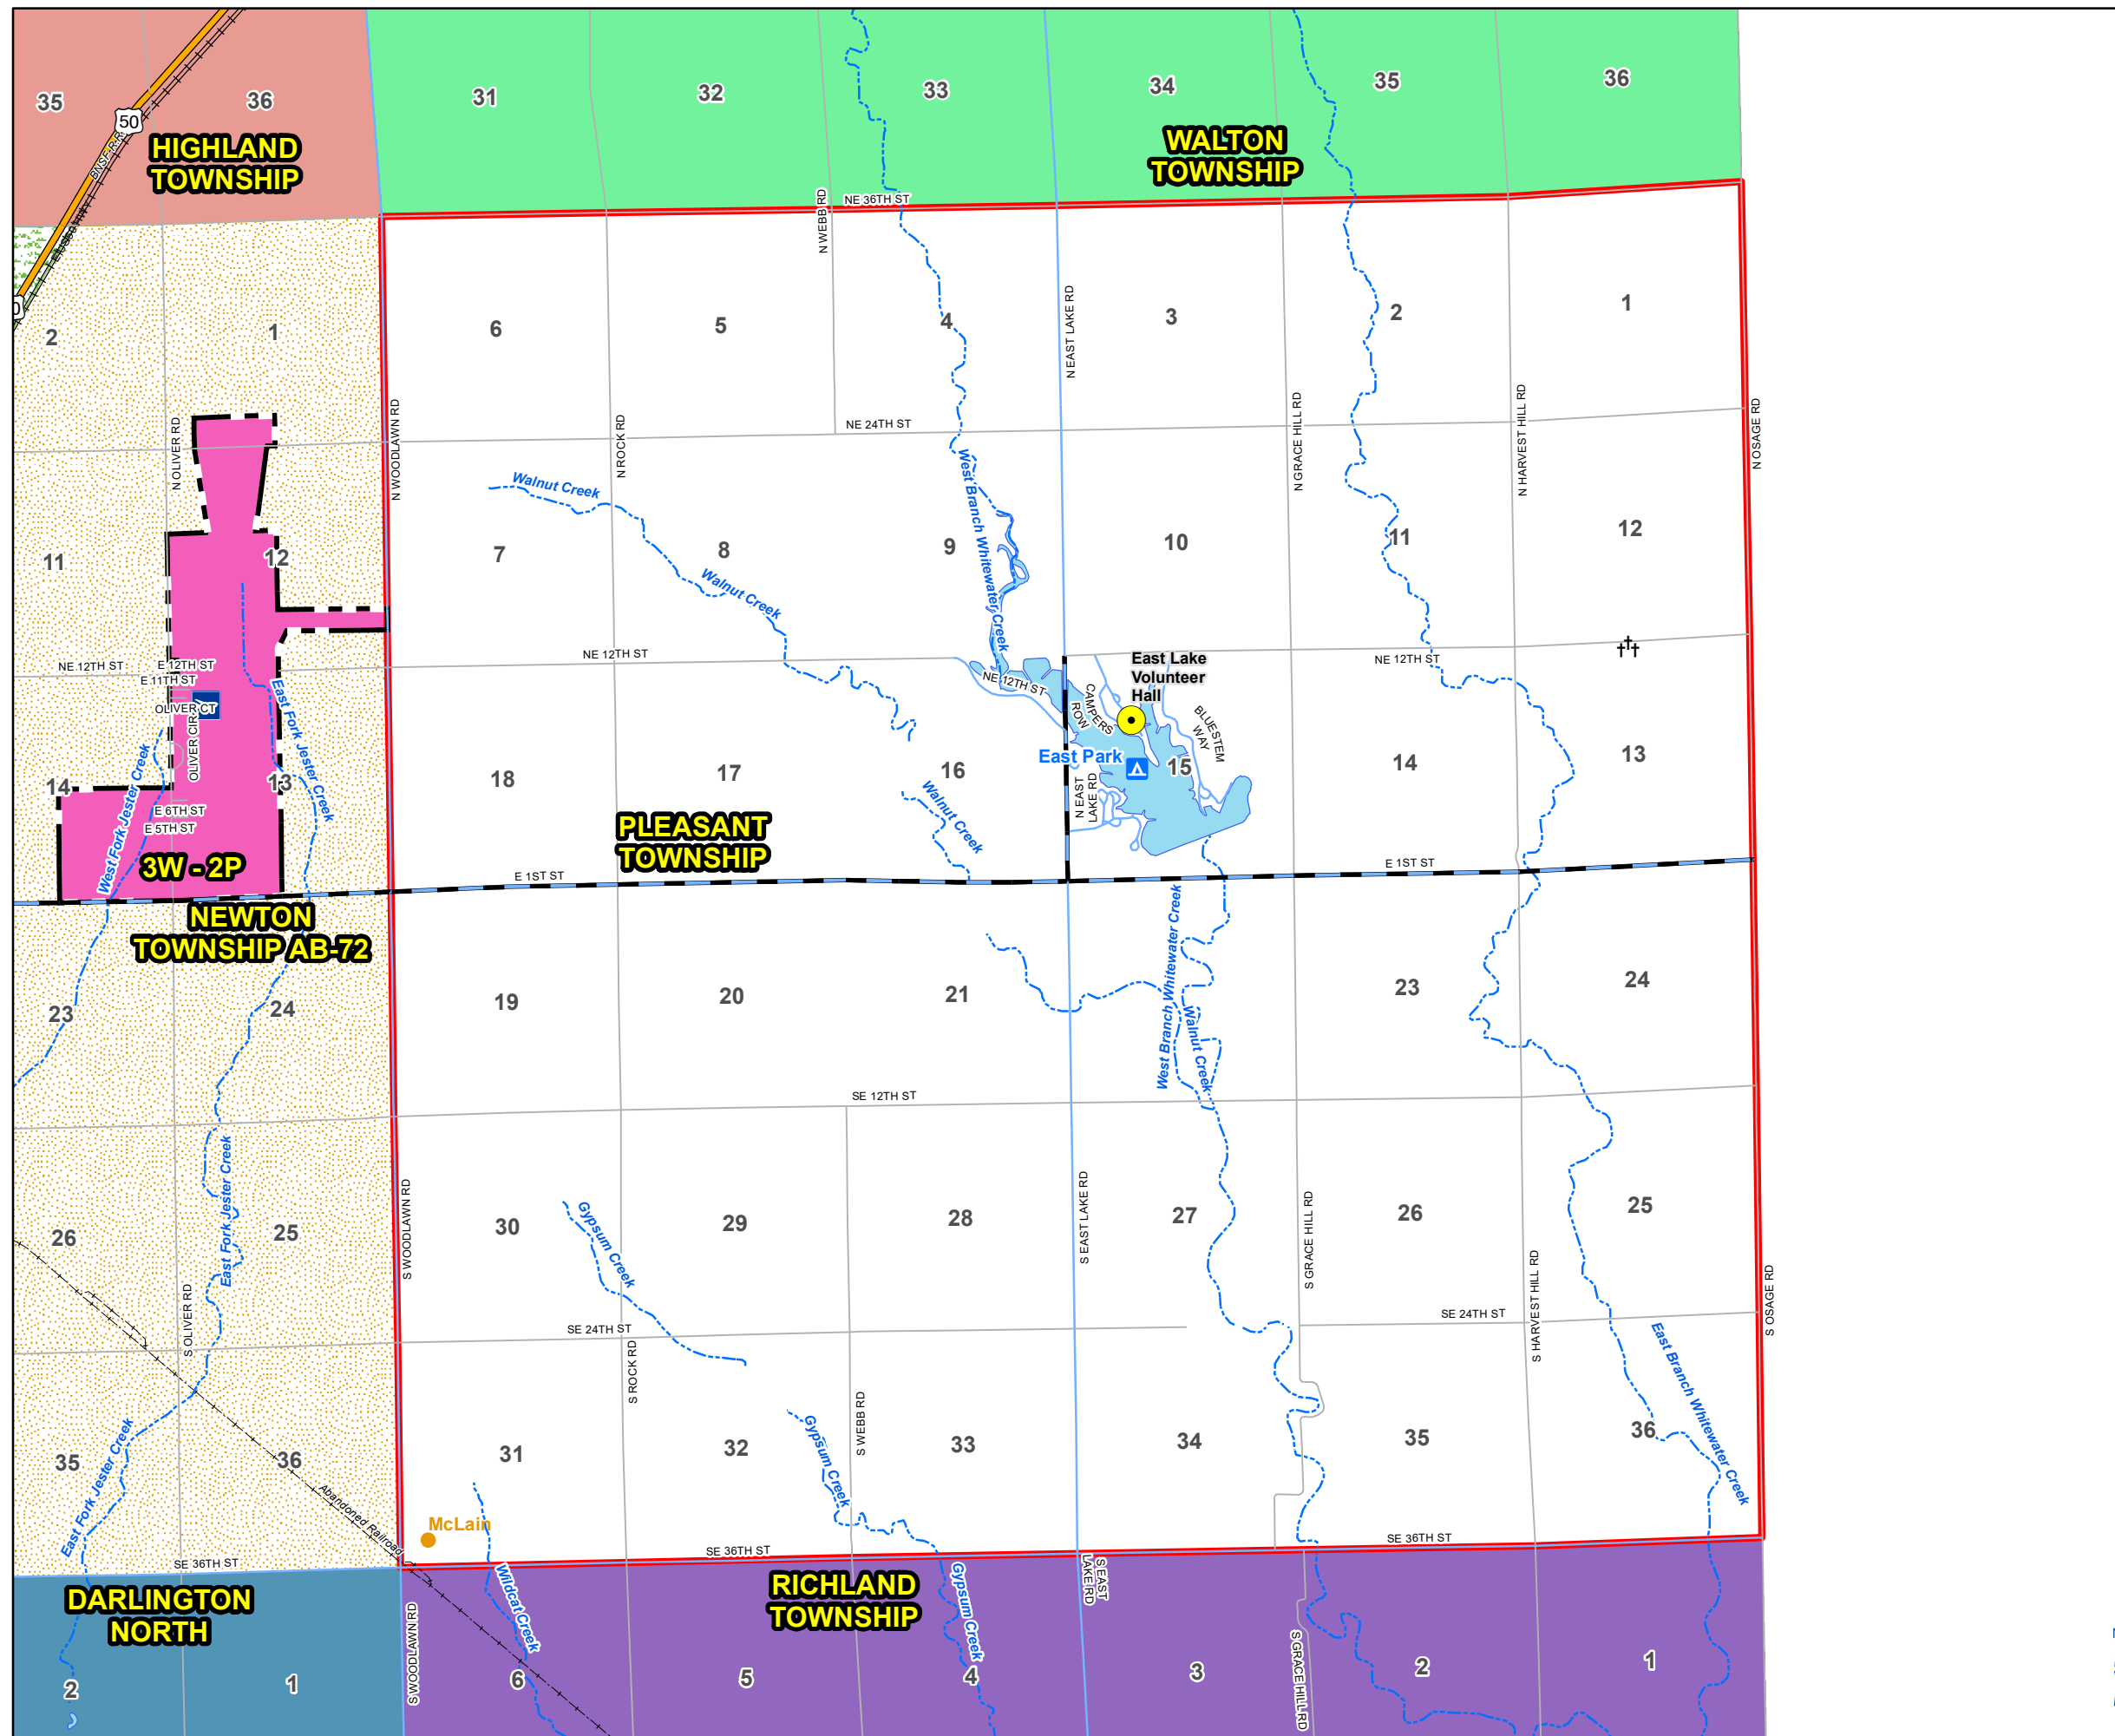 35
36
31
32
33
34
35
36
50
BNSF R.R.
HIGHLAND
TOWNSHIP
WALTON
TOWNSHIP
NE 36TH ST
N WEBB RD
2
1
6
5
4
3
2
1
N EAST LAKE RD
N OLIVER RD
N WOODLAWN RD
N ROCK RD
NE 24TH ST
N GRACE HILL RD
N HARVEST HILL RD
N OSAGE RD
Walnut Creek
West Branch Whitewater Creek
11
12
7
8
9
10
11
12
Walnut Creek
NE 12TH ST
E 12TH ST
E 11TH ST
OLIVER CT
OLIVER CIR
East Fork Jester Creek
NE 12TH ST
NE 12TH ST
NE 12TH ST
East Lake
Volunteer
Hall
CAMPERS
ROW
BLUESTEM
WAY
East Park
N EAST
LAKE RD
14
13
18
17
16
15
14
13
West Fork Jester Creek
E 6TH ST
E 5TH ST
Walnut Creek
PLEASANT
TOWNSHIP
3W - 2P
E 1ST ST
E 1ST ST
NEWTON
TOWNSHIP AB-72
West Branch Whitewater Creek
Walnut Creek
23
24
19
20
21
23
24
SE 12TH ST
East Fork Jester Creek
26
25
30
29
28
27
26
25
Gypsum Creek
S WOODLAWN RD
S EAST LAKE RD
S GRACE HILL RD
S HARVEST HILL RD
S OSAGE RD
S OLIVER RD
SE 24TH ST
SE 24TH ST
S ROCK RD
S WEBB RD
East Branch Whitewater Creek
35
36
31
32
33
34
35
36
East Fork Jester Creek
Abandoned Railroad
Gypsum Creek
McLain
SE 36TH ST
SE 36TH ST
SE 36TH ST
DARLINGTON
NORTH
RICHLAND
TOWNSHIP
S WOODLAWN RD
Wildcat Creek
Gypsum Creek
S EAST
LAKE RD
S GRACE HILL RD
2
1
6
5
4
3
2
1